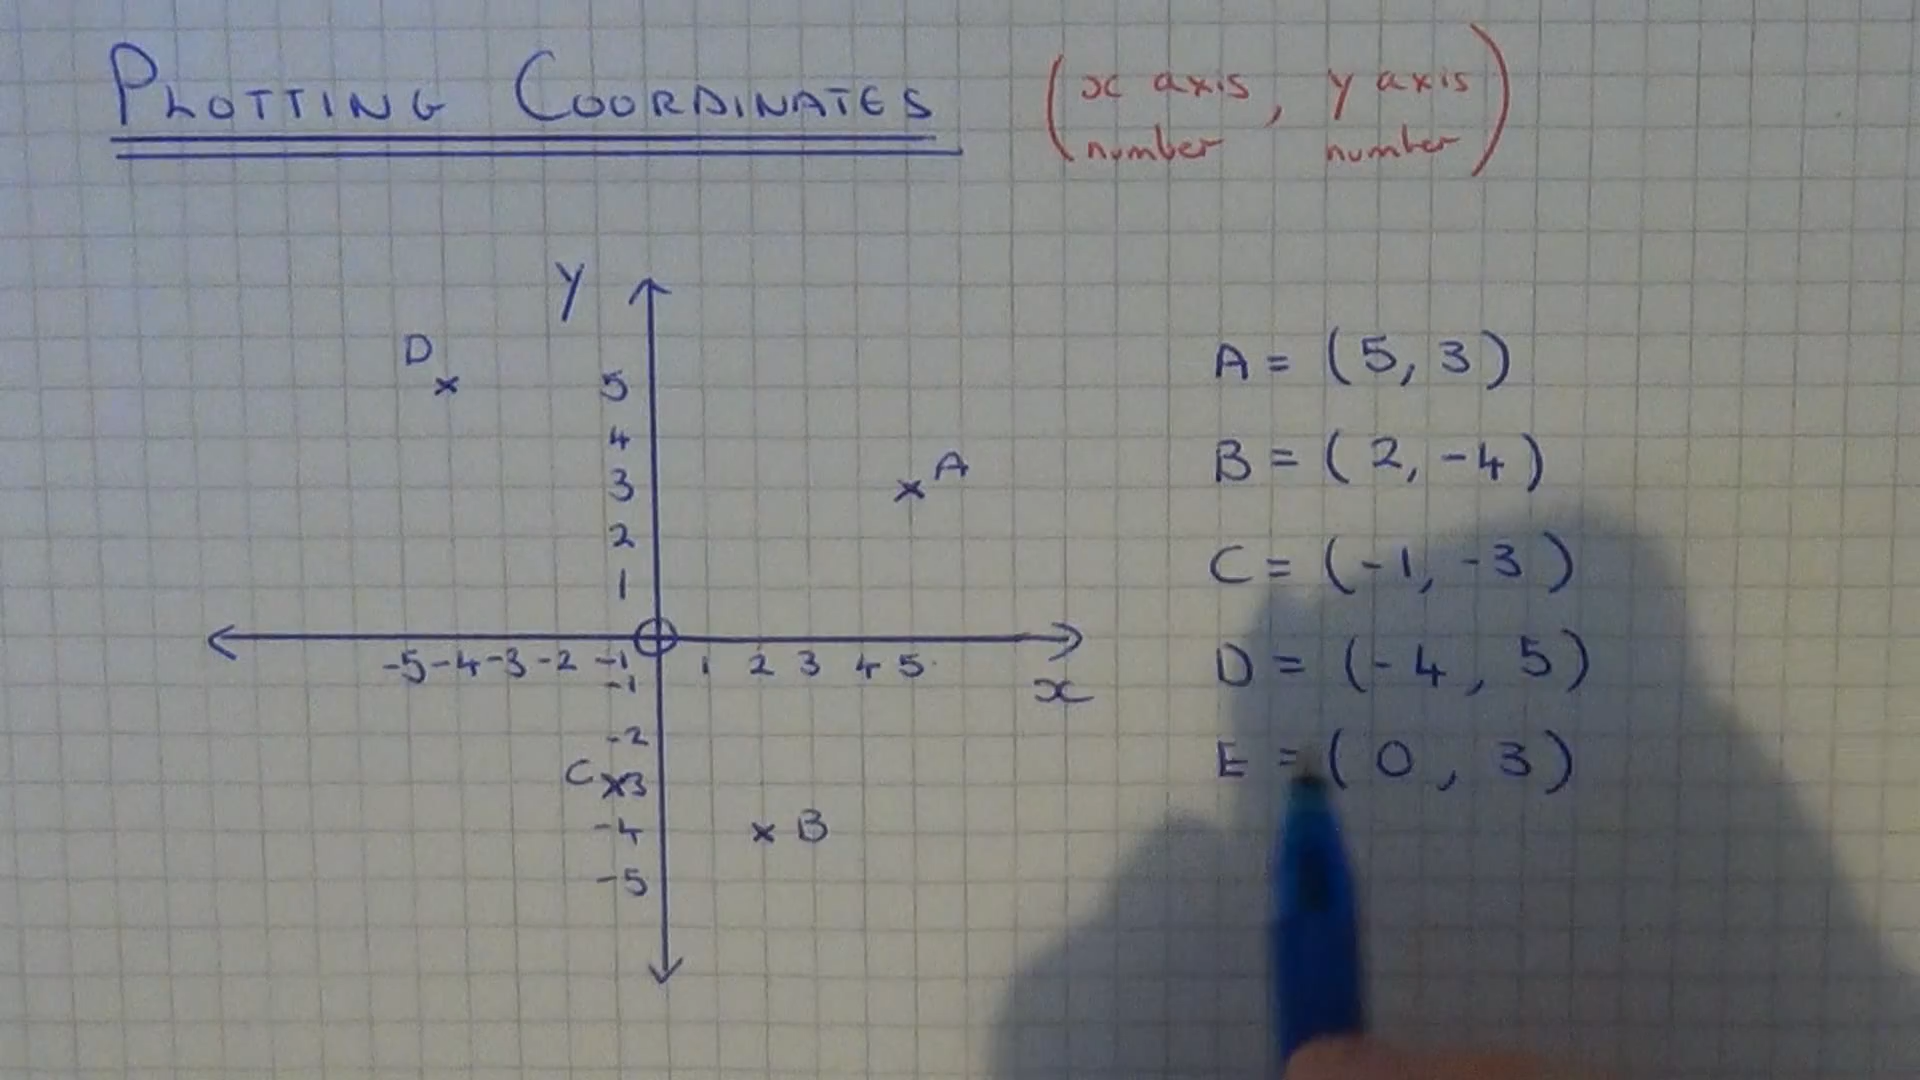 PLOTTING COORDINATES
(x axis number, y axis number)
y
D
5
4
A
3
2
1
-5 -4 -3 -2 -1 1 2 3 4 5
-1
x
-2
C
-3
-4
B
-5
A = (5, 3)
B = (2, -4)
C = (-1, -3)
D = (-4, 5)
E = (0, 3)